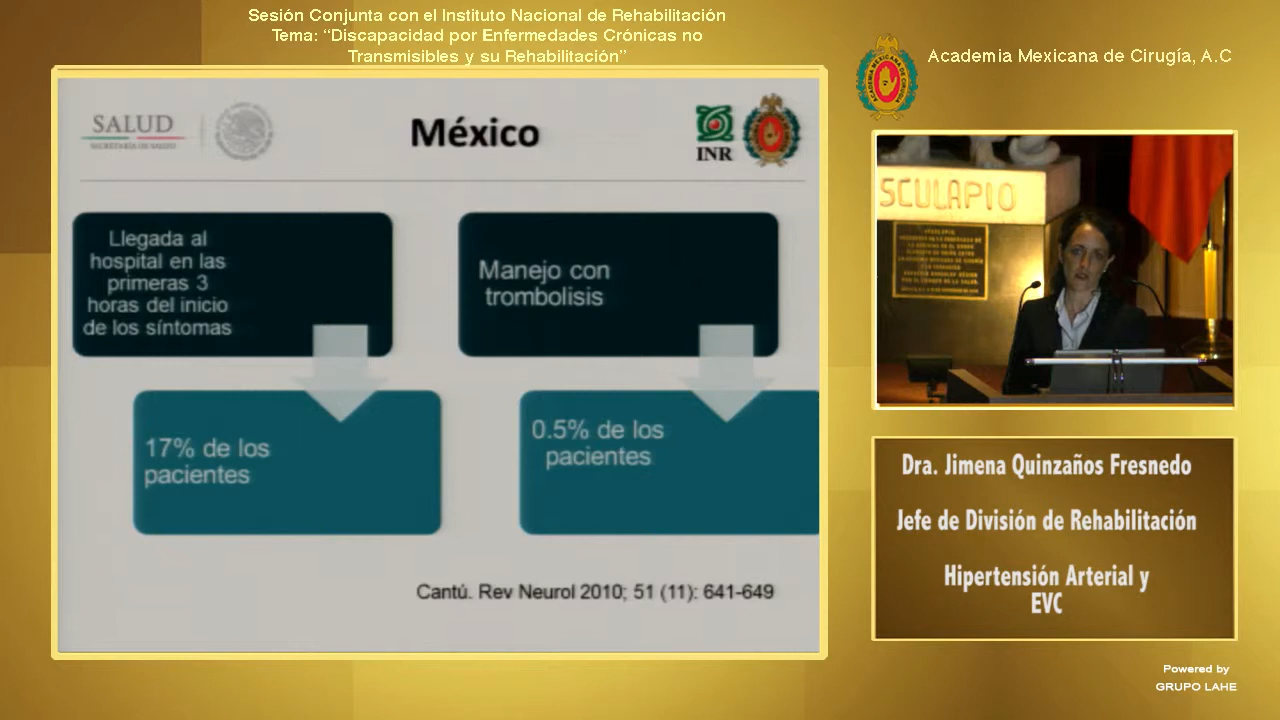 Sesión Conjunta con el Instituto Nacional de Rehabilitación
Tema: “Discapacidad por Enfermedades Crónicas no
Transmisibles y su Rehabilitación”
Academia Mexicana de Cirugía, A.C
SALUD
SECRETARÍA DE SALUD
México
INR
Llegada al
hospital en las
primeras 3
horas del inicio
de los síntomas
Manejo con
trombolisis
17% de los
pacientes
0.5% de los
pacientes
Cantú. Rev Neurol 2010; 51 (11): 641-649
SCULAPIO
Dra. Jimena Quinzaños Fresnedo
Jefe de División de Rehabilitación
Hipertensión Arterial y
EVC
Powered by
GRUPO LAHE